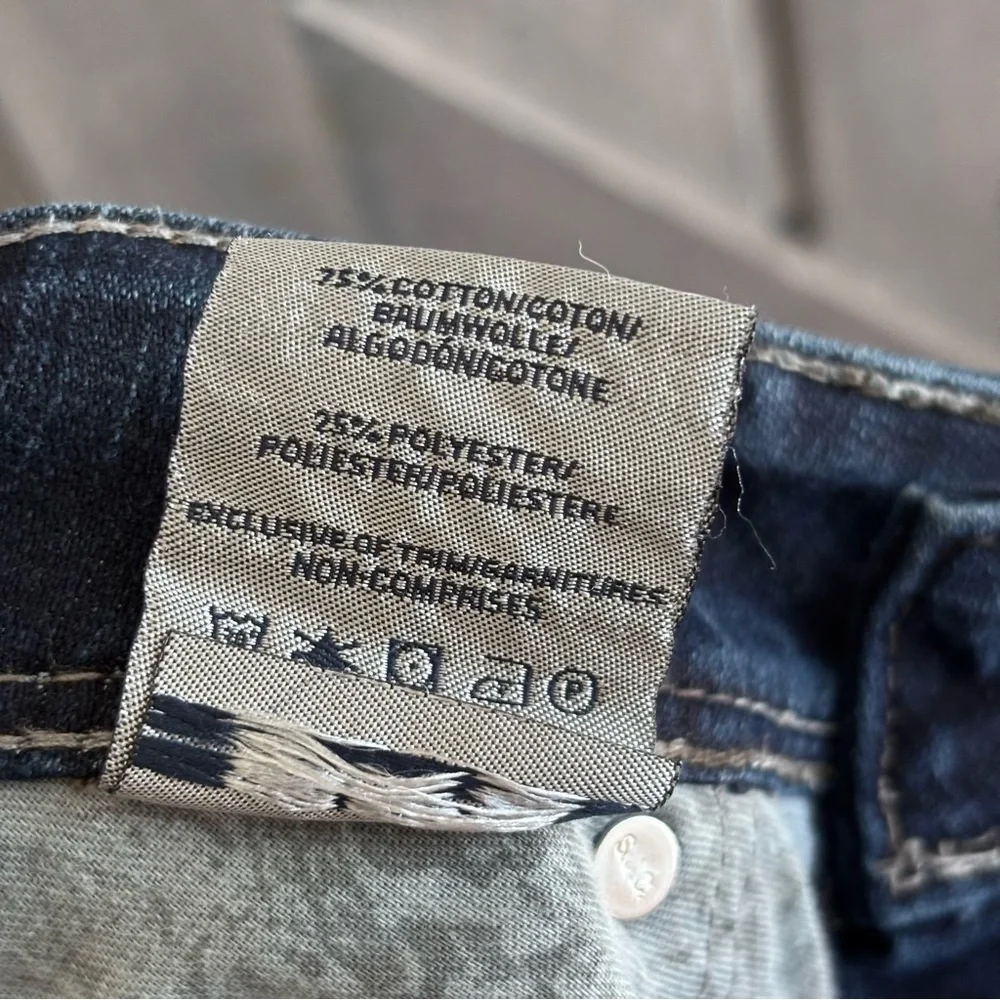 75% COTTON/COTON/
BAUMWOLLE/
ALGODÓN/COTONE
25% POLYESTER/
POLIESTER/POLIESTERE
EXCLUSIVE OF TRIM/GARNITURES
NON-COMPRISES
P